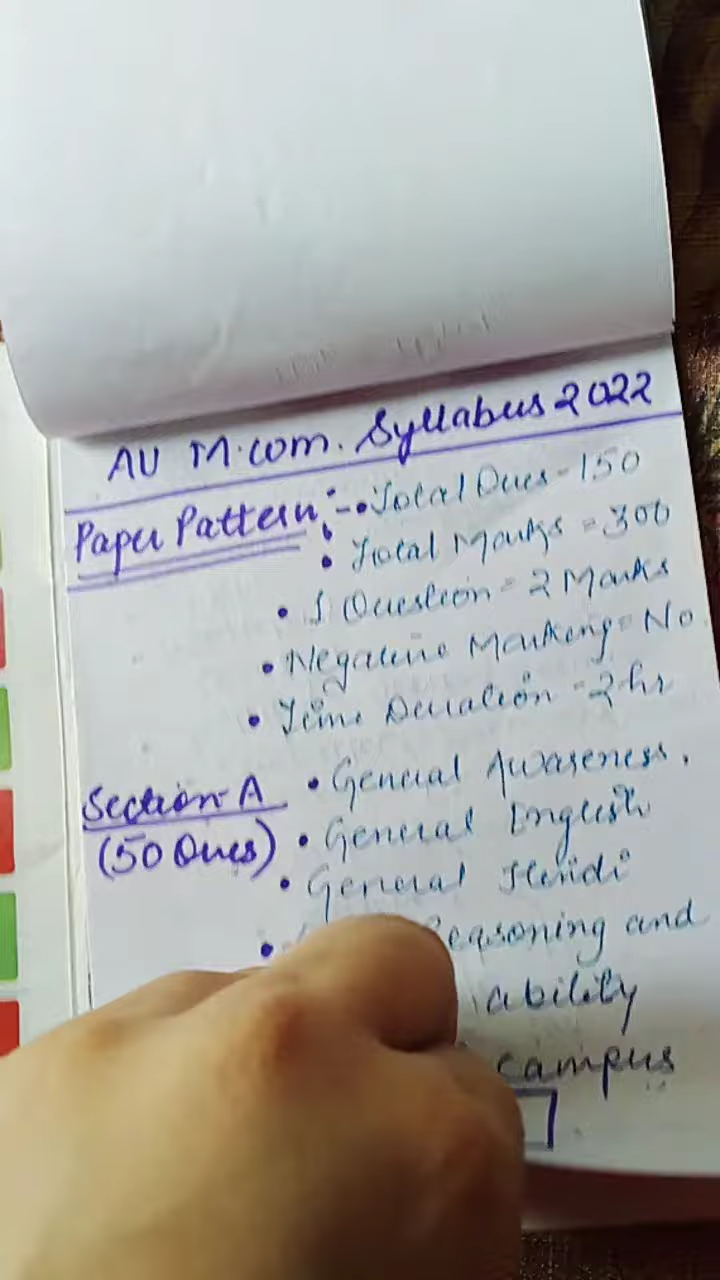 AU M.com. Syllabus 2022
Paper Pattern :- • Total Ques - 150
• Total Marks = 300
• 1 Question = 2 Marks
• Negative Marking = No
• Time Duration - 2 hr
Section-A • General Awareness,
(50 Ques) • General English
• General Hindi
• Reasoning and
ability
campus